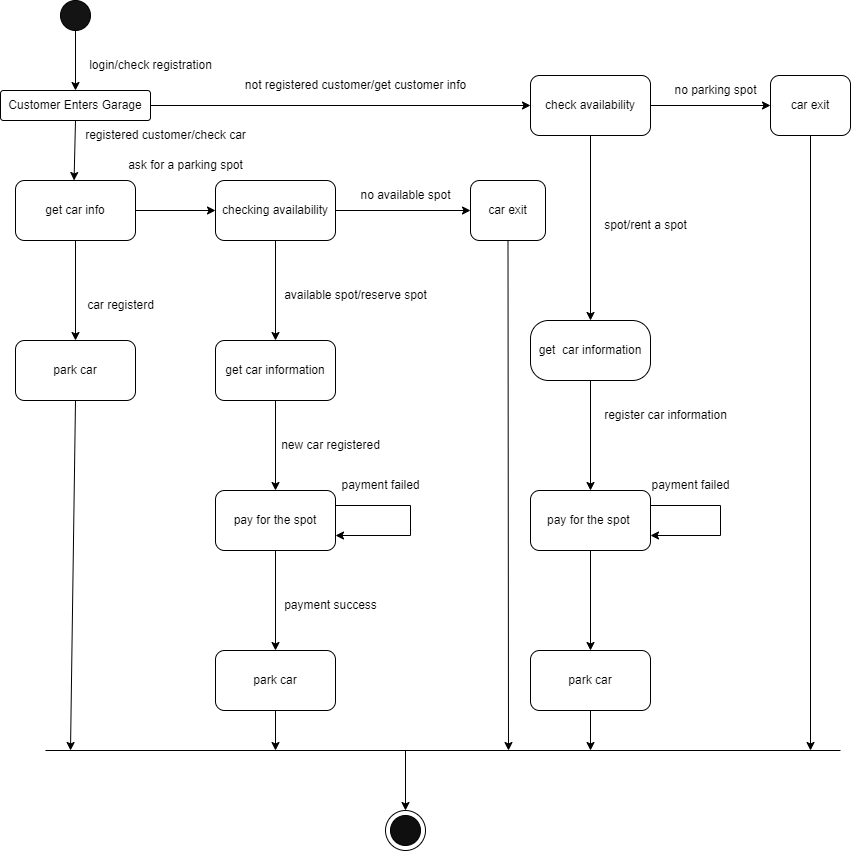 login/check registration
not registered customer/get customer info
no parking spot
Customer Enters Garage
check availability
car exit
registered customer/check car
ask for a parking spot
no available spot
get car info
checking availability
car exit
spot/rent a spot
car registerd
available spot/reserve spot
get  car information
park car
get car information
register car information
new car registered
payment failed
payment failed
pay for the spot
pay for the spot
payment success
park car
park car